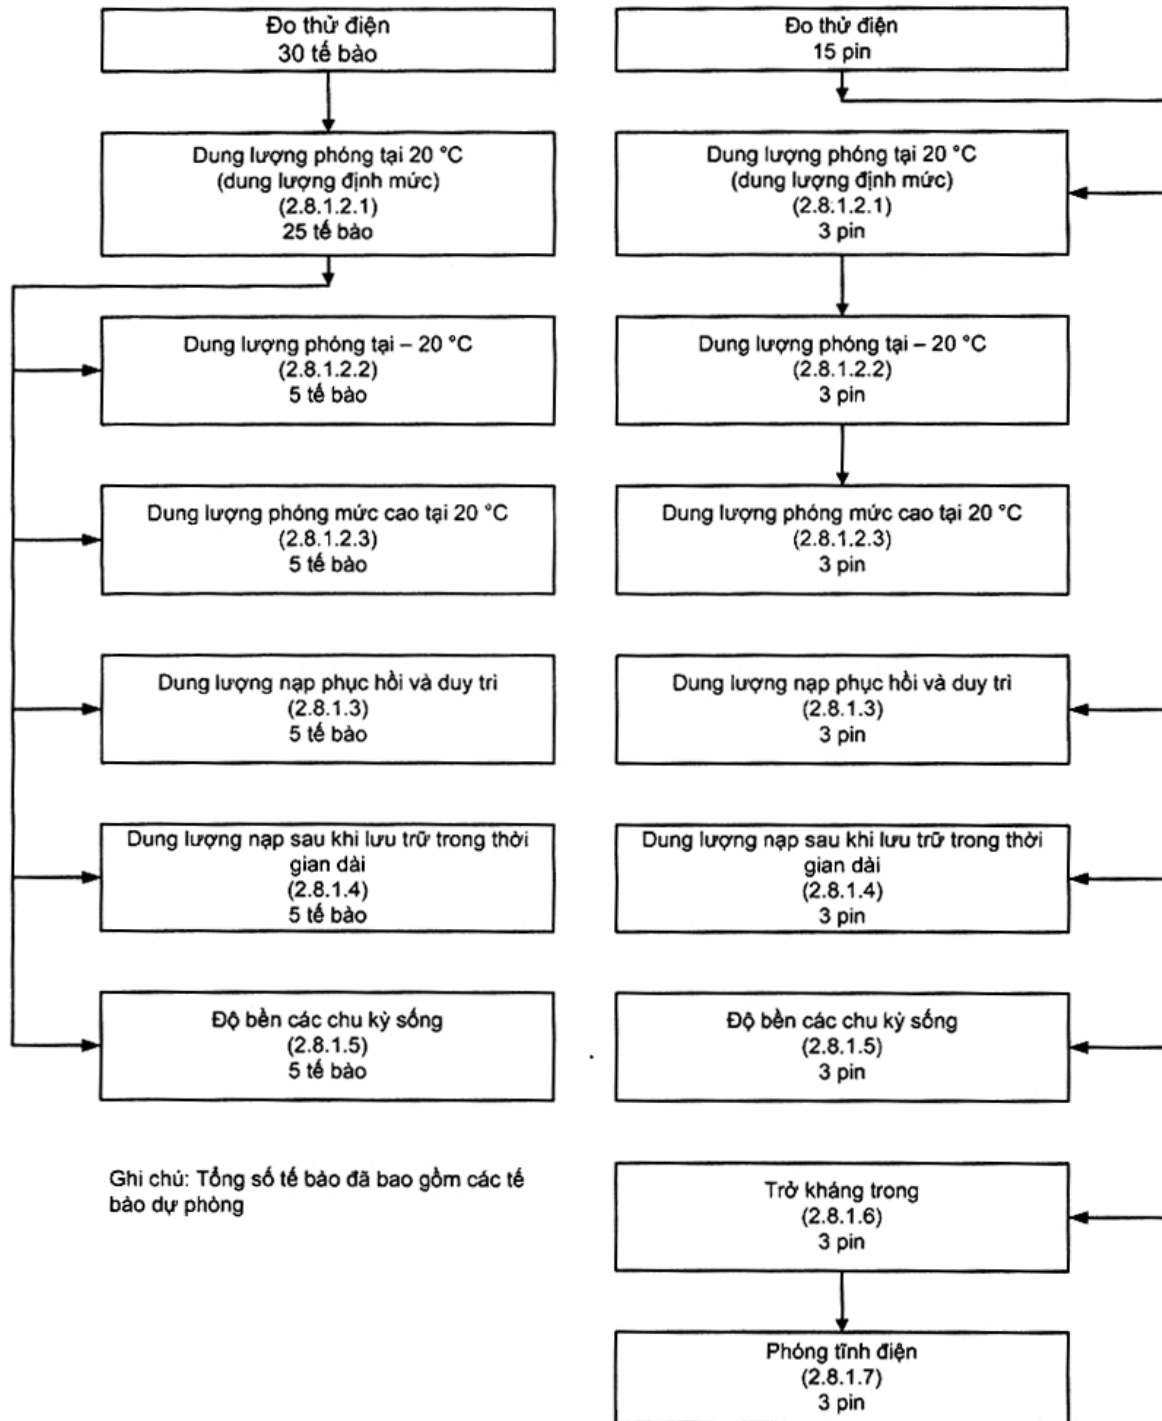 Đo thử điện
30 tế bào
Dung lượng phóng tại 20 °C
(dung lượng định mức)
(2.8.1.2.1)
25 tế bào
Dung lượng phóng tại – 20 °C
(2.8.1.2.2)
5 tế bào
Dung lượng phóng mức cao tại 20 °C
(2.8.1.2.3)
5 tế bào
Dung lượng nạp phục hồi và duy trì
(2.8.1.3)
5 tế bào
Dung lượng nạp sau khi lưu trữ trong thời
gian dài
(2.8.1.4)
5 tế bào
Độ bền các chu kỳ sống
(2.8.1.5)
5 tế bào
Ghi chú: Tổng số tế bào đã bao gồm các tế
bào dự phòng
Đo thử điện
15 pin
Dung lượng phóng tại 20 °C
(dung lượng định mức)
(2.8.1.2.1)
3 pin
Dung lượng phóng tại – 20 °C
(2.8.1.2.2)
3 pin
Dung lượng phóng mức cao tại 20 °C
(2.8.1.2.3)
3 pin
Dung lượng nạp phục hồi và duy trì
(2.8.1.3)
3 pin
Dung lượng nạp sau khi lưu trữ trong thời
gian dài
(2.8.1.4)
3 pin
Độ bền các chu kỳ sống
(2.8.1.5)
3 pin
Trở kháng trong
(2.8.1.6)
3 pin
Phóng tĩnh điện
(2.8.1.7)
3 pin